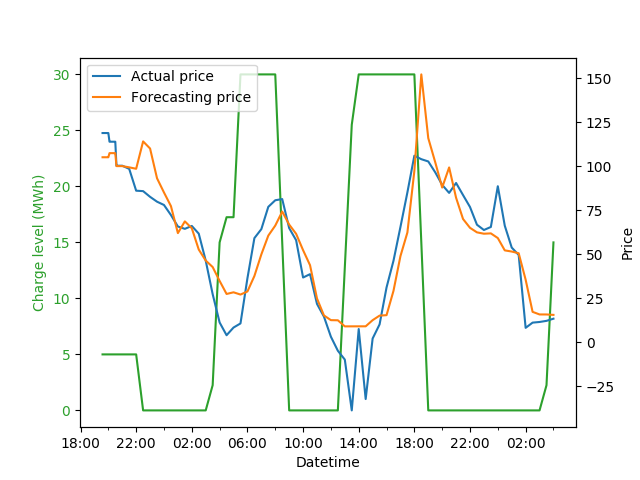 Actual price
Forecasting price
30
25
20
15
10
5
0
Charge level (MWh)
150
125
100
75
50
25
0
−25
Price
18:00 22:00 02:00 06:00 10:00 14:00 18:00 22:00 02:00
Datetime